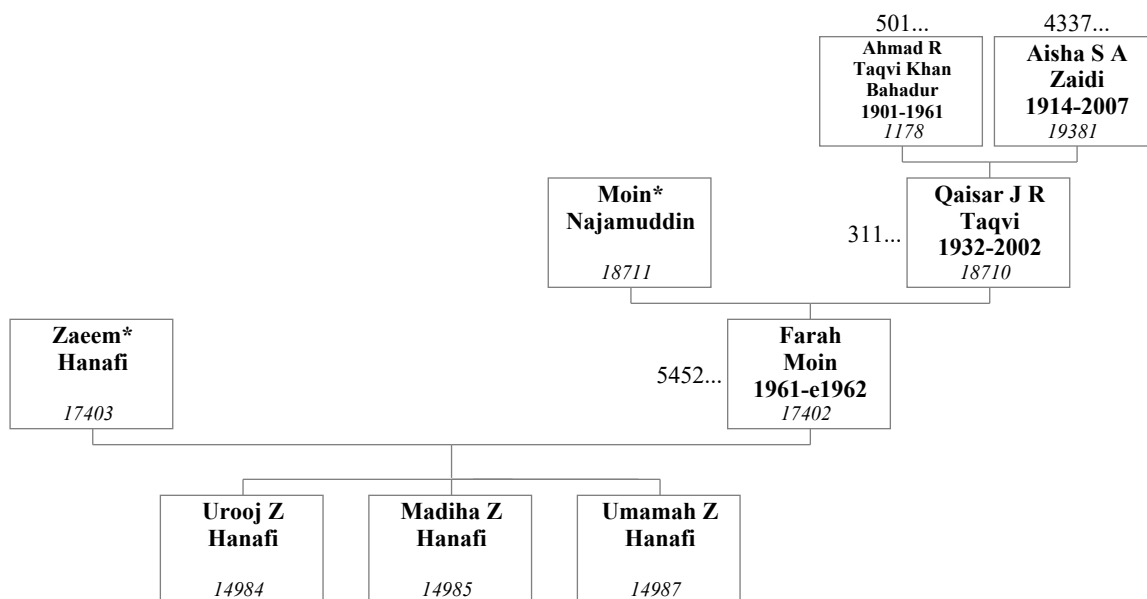 501...
4337...
Ahmad R
Taqvi Khan
Bahadur
1901-1961
1178
Aisha S A
Zaidi
1914-2007
19381
Moin*
Najamuddin
18711
311...
Qaisar J R
Taqvi
1932-2002
18710
Zaeem*
Hanafi
17403
5452...
Farah
Moin
1961-e1962
17402
Urooj Z
Hanafi
14984
Madiha Z
Hanafi
14985
Umamah Z
Hanafi
14987